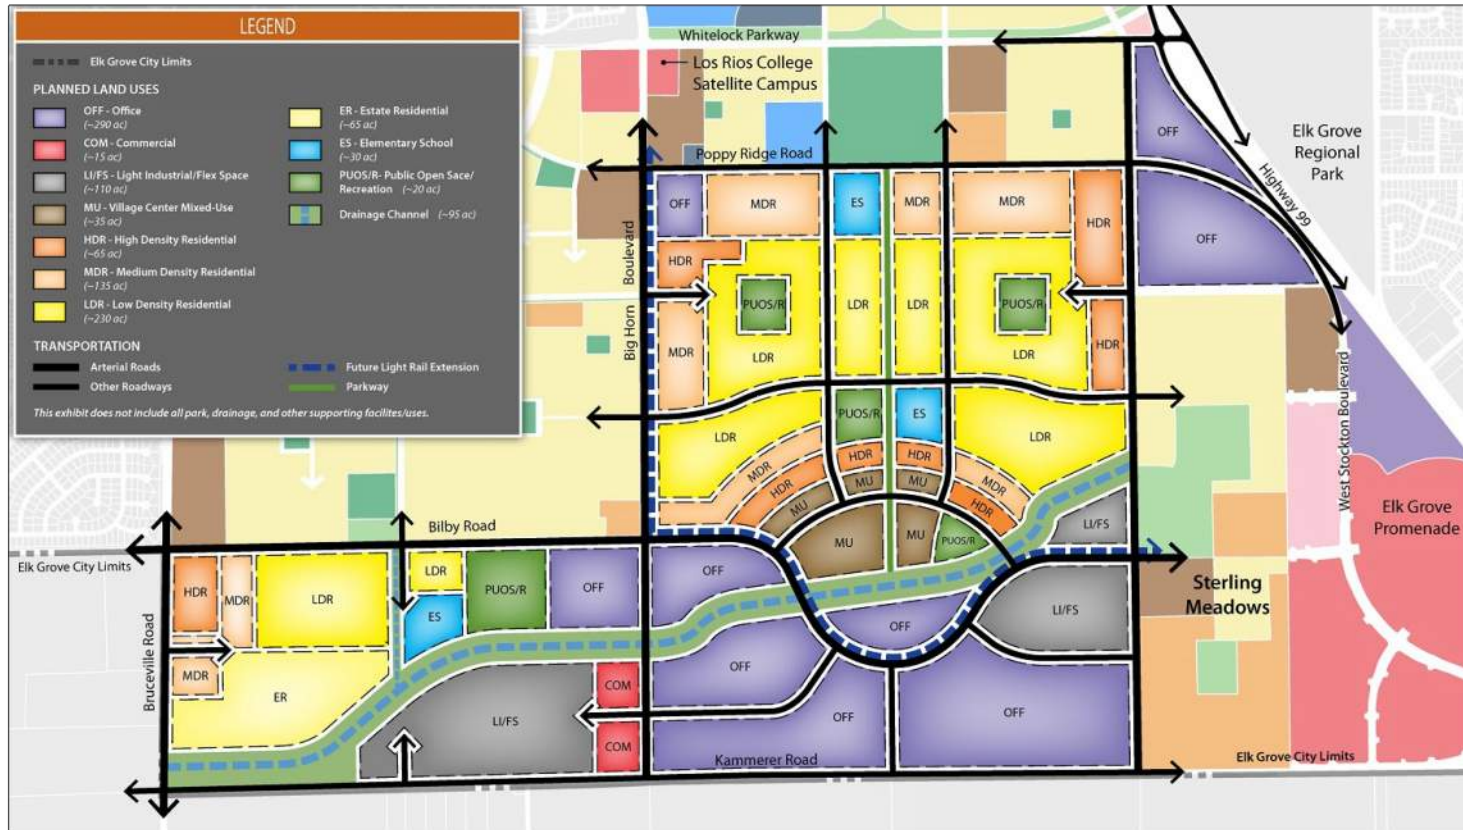 LEGEND
Elk Grove City Limits
PLANNED LAND USES
OFF - Office
(~290 ac)
COM - Commercial
(~15 ac)
LI/FS - Light Industrial/Flex Space
(~110 ac)
MU - Village Center Mixed-Use
(~35 ac)
HDR - High Density Residential
(~65 ac)
MDR - Medium Density Residential
(~135 ac)
LDR - Low Density Residential
(~230 ac)
ER - Estate Residential
(~65 ac)
ES - Elementary School
(~30 ac)
PUOS/R- Public Open Sace/
Recreation (~20 ac)
Drainage Channel (~95 ac)
TRANSPORTATION
Arterial Roads
Other Roadways
Future Light Rail Extension
Parkway
This exhibit does not include all park, drainage, and other supporting facilites/uses.
Whitelock Parkway
Los Rios College
Satellite Campus
Poppy Ridge Road
Elk Grove
Regional
Park
Highway 99
OFF
OFF
OFF
MDR
ES
MDR
MDR
HDR
HDR
Big Horn Boulevard
PUOS/R
LDR
LDR
PUOS/R
MDR
LDR
LDR
HDR
West Stockton Boulevard
PUOS/R
ES
LDR
LDR
MDR
HDR
HDR
HDR
MDR
HDR
MU
MU
MU
MU
MU
PUOS/R
LI/FS
Elk Grove
Promenade
Bilby Road
Elk Grove City Limits
HDR
MDR
LDR
LDR
PUOS/R
OFF
OFF
ES
LI/FS
Sterling
Meadows
Bruceville Road
MDR
ER
OFF
OFF
COM
LI/FS
OFF
OFF
COM
Kammerer Road
Elk Grove City Limits